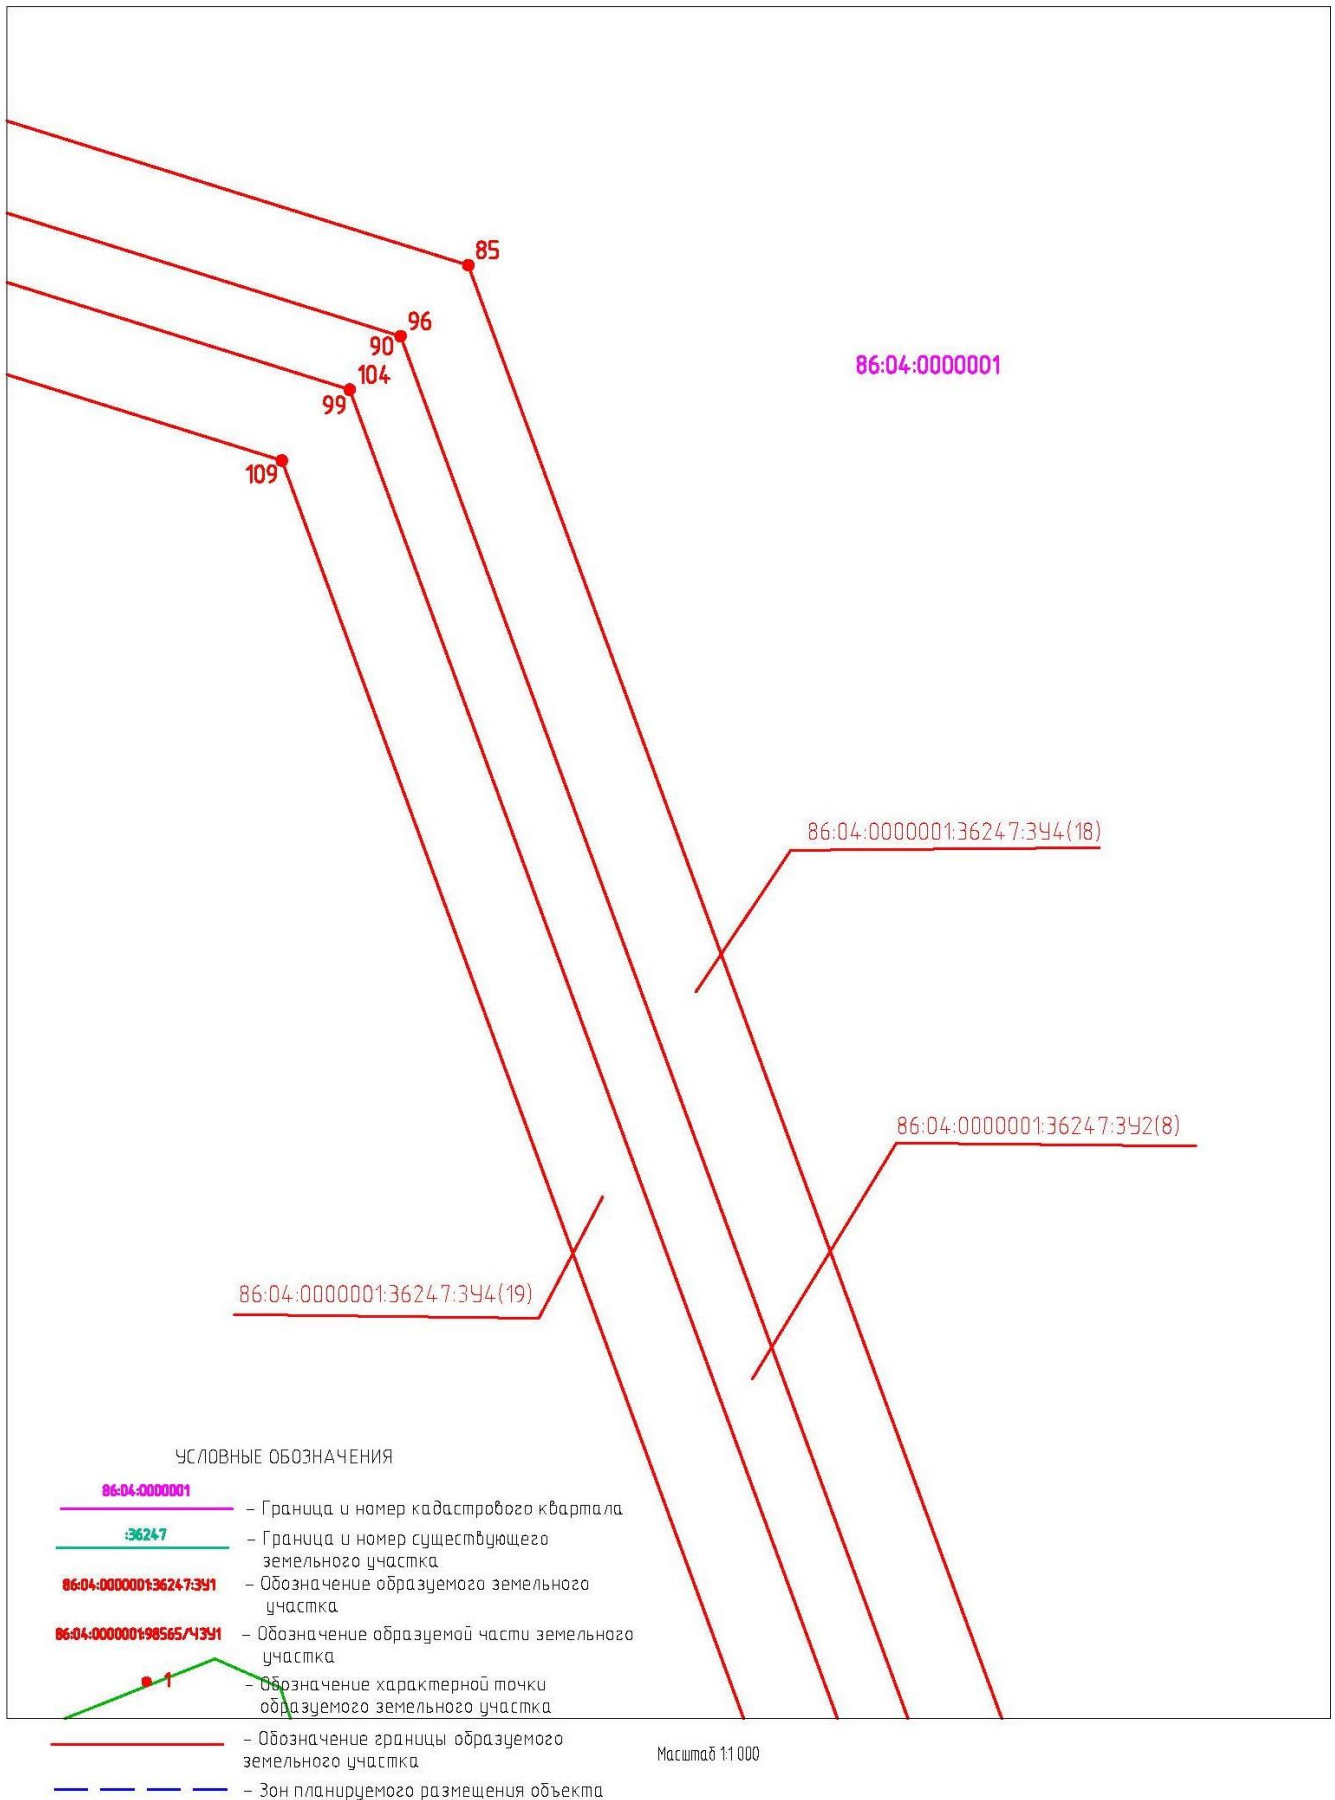 85
96
90
86:04:0000001
104
99
109
86:04:0000001:36247:ЗУ4(18)
86:04:0000001:36247:ЗУ2(8)
86:04:0000001:36247:ЗУ4(19)
УСЛОВНЫЕ ОБОЗНАЧЕНИЯ
86:04:0000001
– Граница и номер кадастрового квартала
:36247
– Граница и номер существующего
земельного участка
86:04:0000001:36247:ЗУ1
– Обозначение образуемого земельного
участка
86:04:0000001:98565/ЧЗУ1
– Обозначение образуемой части земельного
участка
1
– Обозначение характерной точки
образуемого земельного участка
– Обозначение границы образуемого
земельного участка
Масштаб 1:1 000
– Зон планируемого размещения объекта